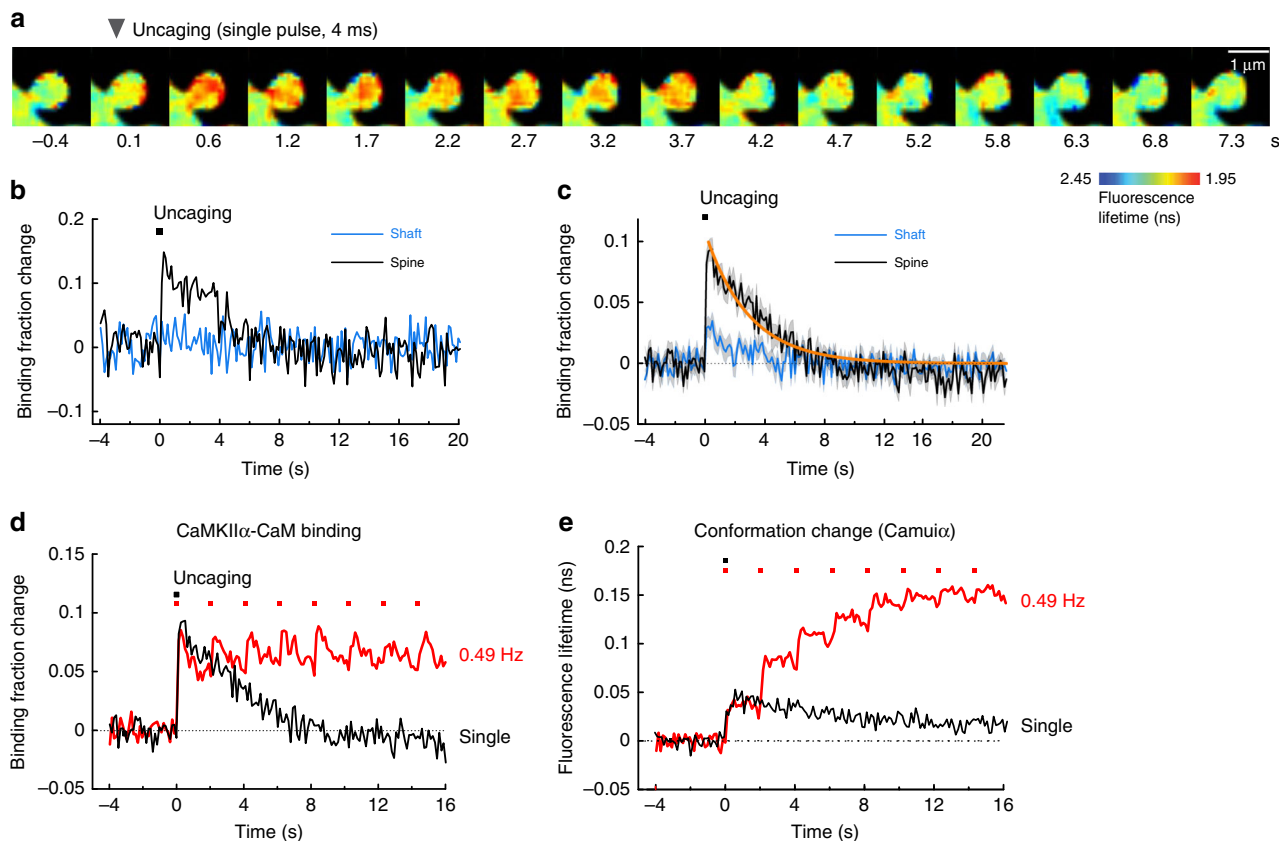 a
Uncaging (single pulse, 4 ms)
1 μm
–0.4 0.1 0.6 1.2 1.7 2.2 2.7 3.2 3.7 4.2 4.7 5.2 5.8 6.3 6.8 7.3 s
2.45 1.95
Fluorescence
lifetime (ns)
b
Uncaging
Shaft
Spine
Binding fraction change
0.2
0.1
0
–0.1
–4 0 4 8 12 16 20
Time (s)
c
Uncaging
Shaft
Spine
Binding fraction change
0.1
0.05
0
–0.05
–4 0 4 8 12 12 16 20
Time (s)
d
CaMKIIα-CaM binding
Uncaging
0.49 Hz
Single
Binding fraction change
0.15
0.1
0.05
0
–0.05
–4 0 4 8 12 16
Time (s)
e
Conformation change (Camuiα)
0.49 Hz
Single
Fluorescence lifetime (ns)
0.2
0.15
0.1
0.05
0
–0.05
–4 0 4 8 12 16
Time (s)